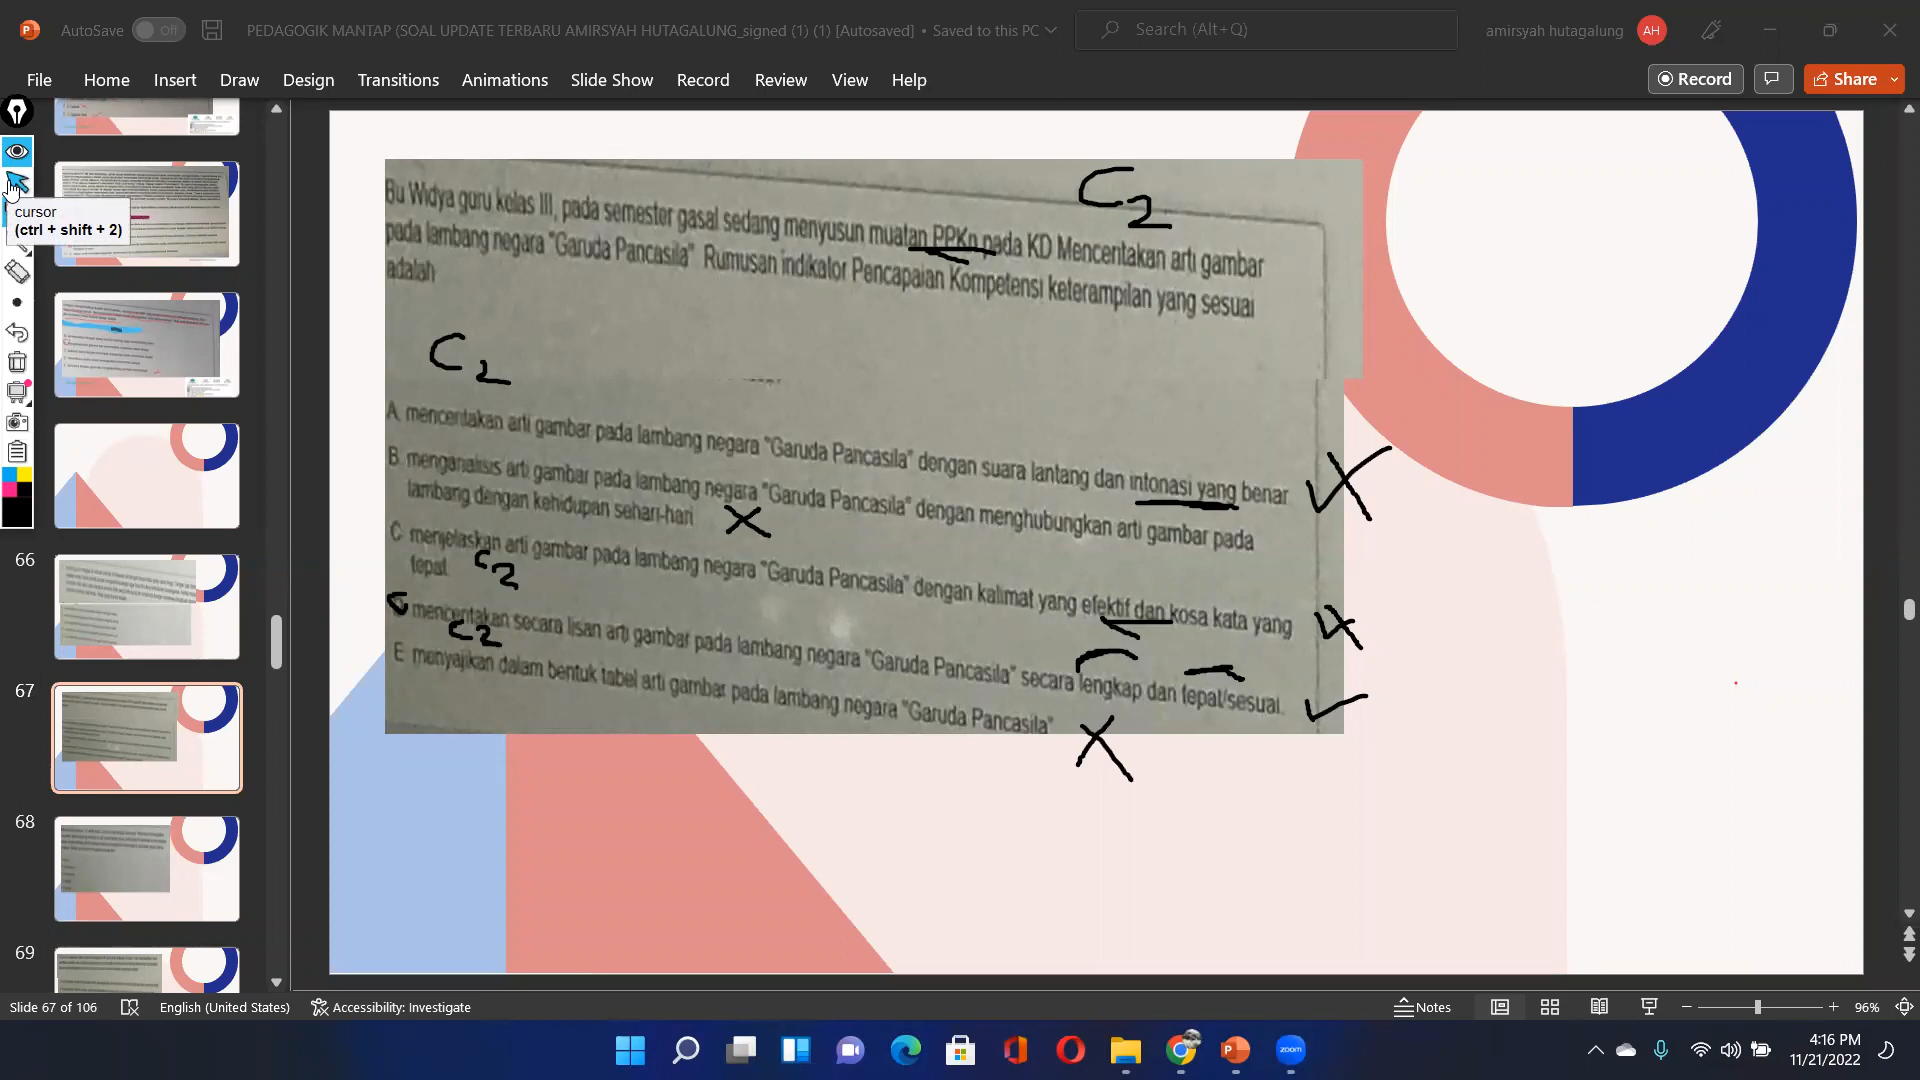 AutoSave Off PEDAGOGIK MANTAP (SOAL UPDATE TERBARU AMIRSYAH HUTAGALUNG_signed (1) (1) [Autosaved] • Saved to this PC Search (Alt+Q) amirsyah hutagalung AH
File Home Insert Draw Design Transitions Animations Slide Show Record Review View Help Record Share
cursor
(ctrl + shift + 2)
66
67
68
69
C2
Bu Widya guru kelas III, pada semester gasal sedang menyusun muatan PPKn pada KD Mencentakan arti gambar
pada lambang negara "Garuda Pancasila" Rumusan indikator Pencapaian Kompetensi keterampilan yang sesuai
adalah
C2
A. mencentakan arti gambar pada lambang negara "Garuda Pancasila" dengan suara lantang dan intonasi yang benar
B. menganalisis arti gambar pada lambang negara "Garuda Pancasila" dengan menghubungkan arti gambar pada
lambang dengan kehidupan sehari-hari
C. menjelaskan arti gambar pada lambang negara "Garuda Pancasila" dengan kalimat yang efektif dan kosa kata yang
tepat.
C2
mencentakan secara lisan arti gambar pada lambang negara "Garuda Pancasila" secara lengkap dan tepat/sesuai.
C2
E. menyajikan dalam bentuk tabel arti gambar pada lambang negara "Garuda Pancasila"
Slide 67 of 106 English (United States) Accessibility: Investigate Notes 96%
zoom
4:16 PM
11/21/2022